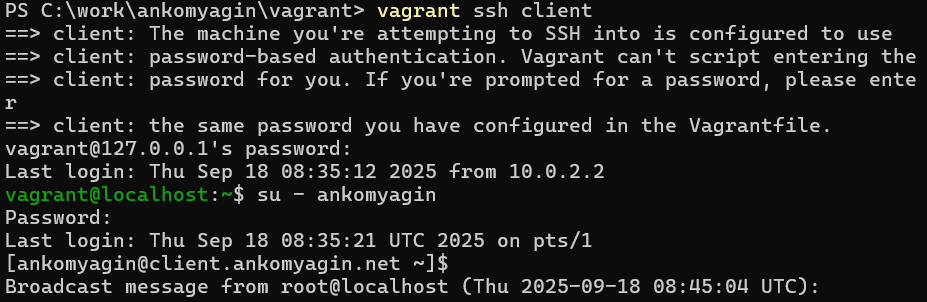 PS C:\work\ankomyagin\vagrant> vagrant ssh client
==> client: The machine you're attempting to SSH into is configured to use
==> client: password-based authentication. Vagrant can't script entering the
==> client: password for you. If you're prompted for a password, please ente
r
==> client: the same password you have configured in the Vagrantfile.
vagrant@127.0.0.1's password:
Last login: Thu Sep 18 08:35:12 2025 from 10.0.2.2
vagrant@localhost:~$ su - ankomyagin
Password:
Last login: Thu Sep 18 08:35:21 UTC 2025 on pts/1
[ankomyagin@client.ankomyagin.net ~]$
Broadcast message from root@localhost (Thu 2025-09-18 08:45:04 UTC):